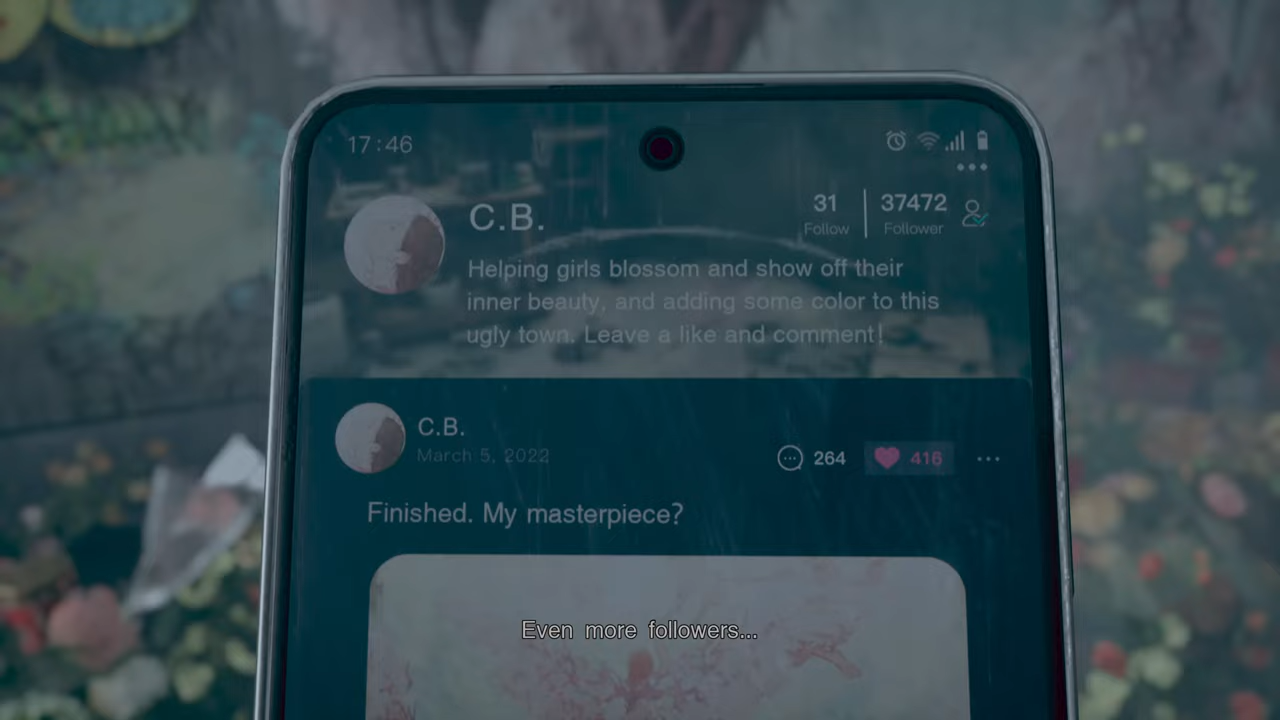 17:46
C.B.
31
Follow
37472
Follower
Helping girls blossom and show off their
inner beauty, and adding some color to this
ugly town. Leave a like and comment!
C.B.
March 5, 2022
264
416
Finished. My masterpiece?
Even more followers...